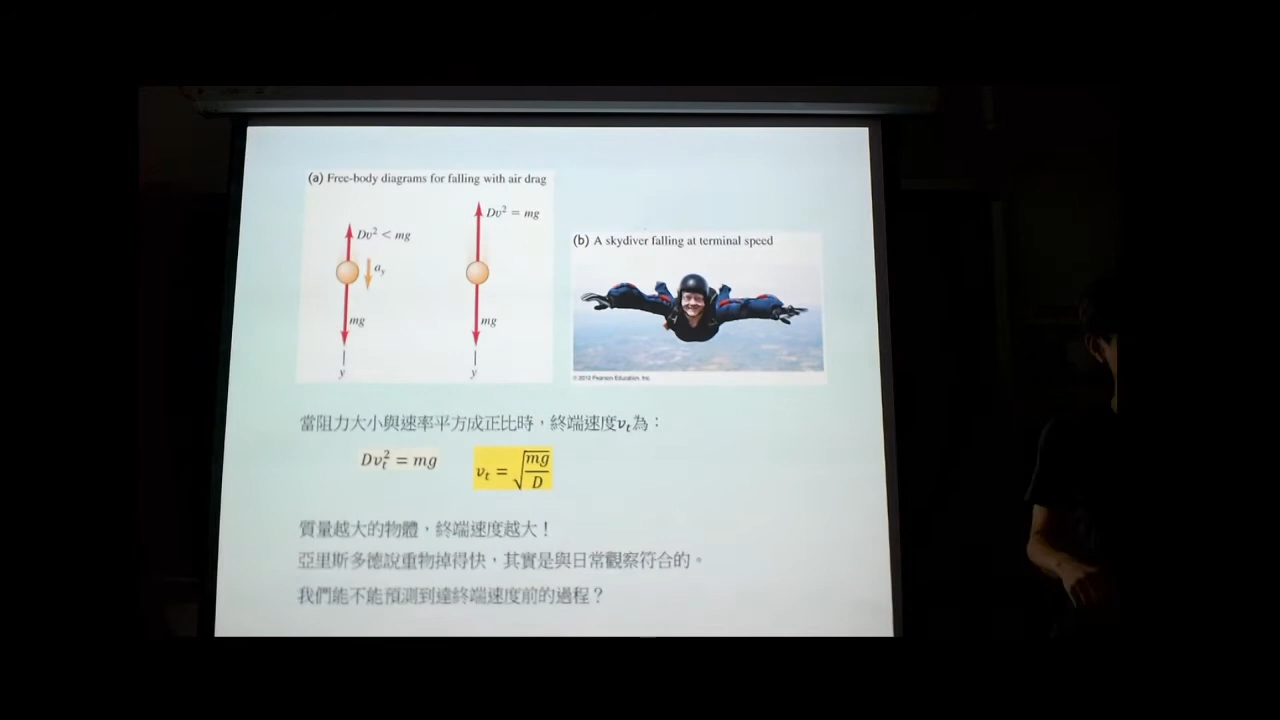 (a) Free-body diagrams for falling with air drag
Dv² = mg
Dv² < mg
a_y
mg
mg
y
y
(b) A skydiver falling at terminal speed
© 2012 Pearson Education, Inc.
當阻力大小與速率平方成正比時，終端速度v_t為：
Dv_t² = mg
v_t = √(mg/D)
質量越大的物體，終端速度越大！
亞里斯多德說重物掉得快，其實是與日常觀察符合的。
我們能不能預測到達終端速度前的過程？